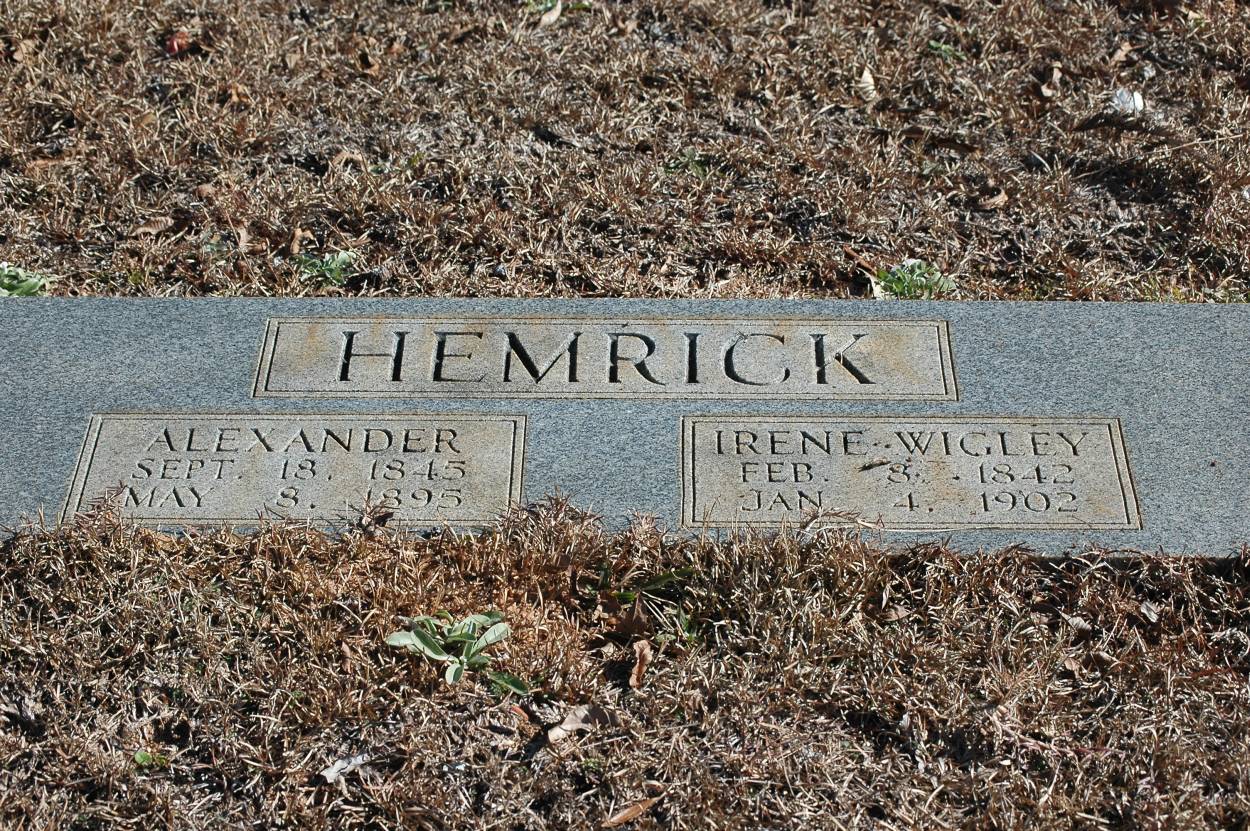 HEMRICK
ALEXANDER
SEPT. 18. 1845
MAY 8. 1895
IRENE WIGLEY
FEB. 8. 1842
JAN 4. 1902